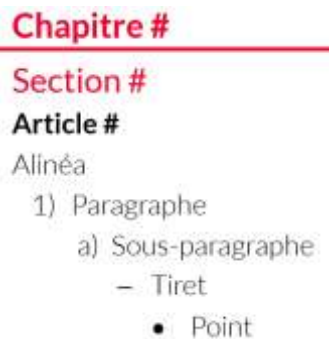 Chapitre #
Section #
Article #
Alinéa
1) Paragraphe
a) Sous-paragraphe
– Tiret
• Point